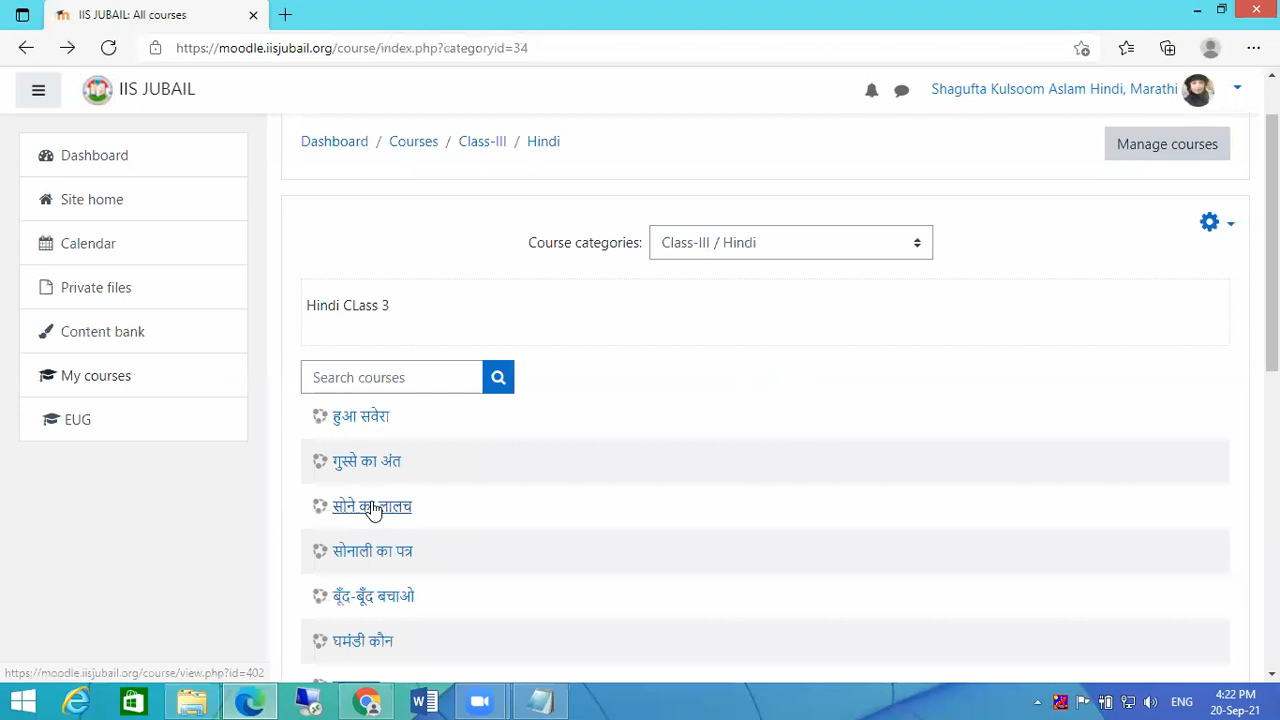 IIS JUBAIL: All courses
https://moodle.iisjubail.org/course/index.php?categoryid=34
IIS JUBAIL
Shagufta Kulsoom Aslam Hindi, Marathi
Dashboard / Courses / Class-III / Hindi
Manage courses
Dashboard
Site home
Calendar
Private files
Content bank
My courses
EUG
Course categories:
Class-III / Hindi
Hindi CLass 3
Search courses
हुआ सवेरा
गुस्से का अंत
सोने का लालच
सोनाली का पत्र
बूँद-बूँद बचाओ
घमंडी कौन
https://moodle.iisjubail.org/course/view.php?id=402
ENG
4:22 PM
20-Sep-21